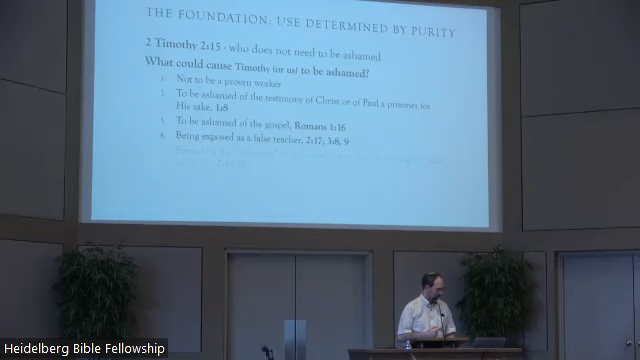 THE FOUNDATION: USE DETERMINED BY PURITY
2 Timothy 2:15 - who does not need to be ashamed
What could cause Timothy (or us) to be ashamed?
1. Not to be a proven worker
2. To be ashamed of the testimony of Christ or of Paul a prisoner for
His sake, 1:8
3. To be ashamed of the gospel, Romans 1:16
4. Being exposed as a false teacher, 2:17; 3:8, 9
Heidelberg Bible Fellowship